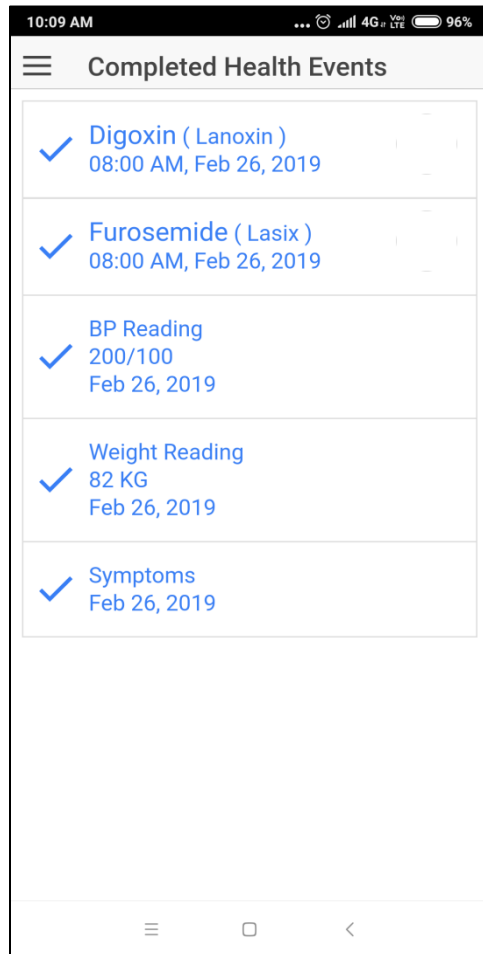 10:09 AM ... 4G Vo) LTE 96%
Completed Health Events
Digoxin ( Lanoxin )
08:00 AM, Feb 26, 2019
Furosemide ( Lasix )
08:00 AM, Feb 26, 2019
BP Reading
200/100
Feb 26, 2019
Weight Reading
82 KG
Feb 26, 2019
Symptoms
Feb 26, 2019